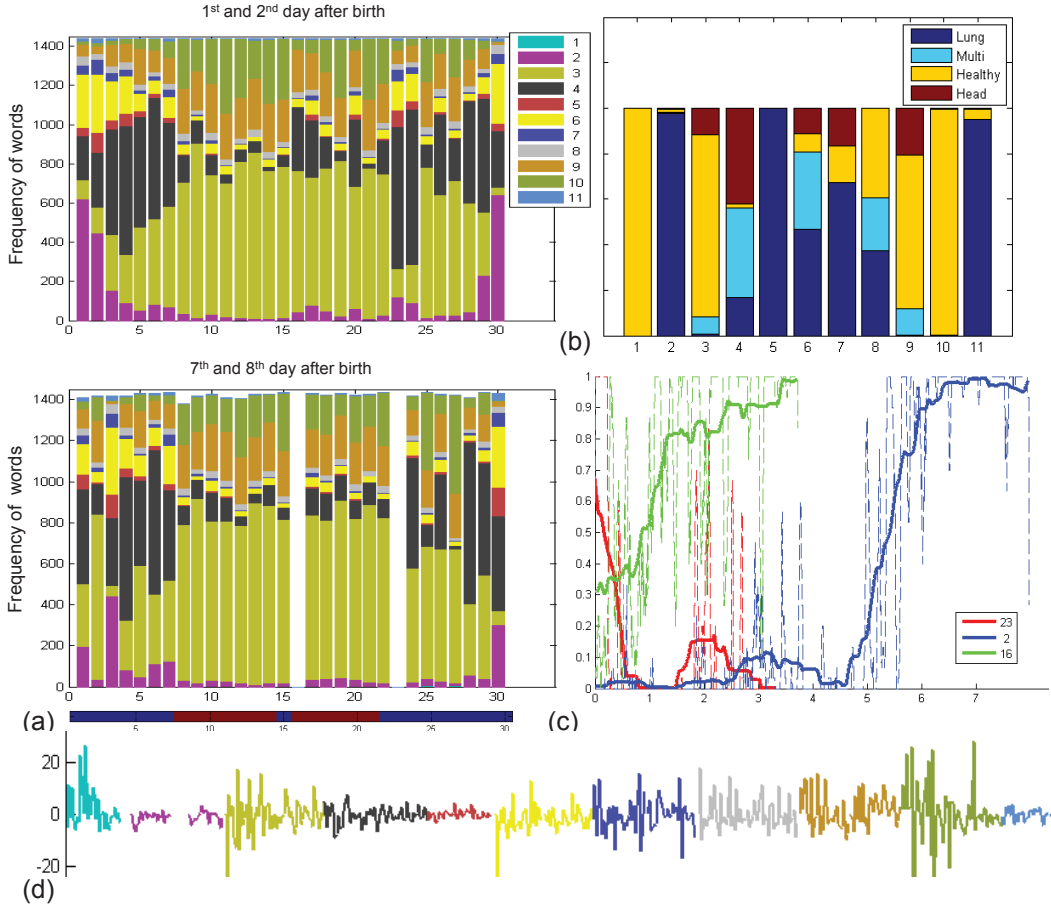 1st and 2nd day after birth
Frequency of words
1400
1200
1000
800
600
400
200
0
0 5 10 15 20 25 30
1
2
3
4
5
6
7
8
9
10
11
Lung
Multi
Healthy
Head
1 2 3 4 5 6 7 8 9 10 11
(b)
7th and 8th day after birth
Frequency of words
1400
1200
1000
800
600
400
200
0
0 5 10 15 20 25 30
(a)
5 10 15 20 25 30
1
0.9
0.8
0.7
0.6
0.5
0.4
0.3
0.2
0.1
0
0 1 2 3 4 5 6 7
23
2
16
(c)
20
0
-20
(d)